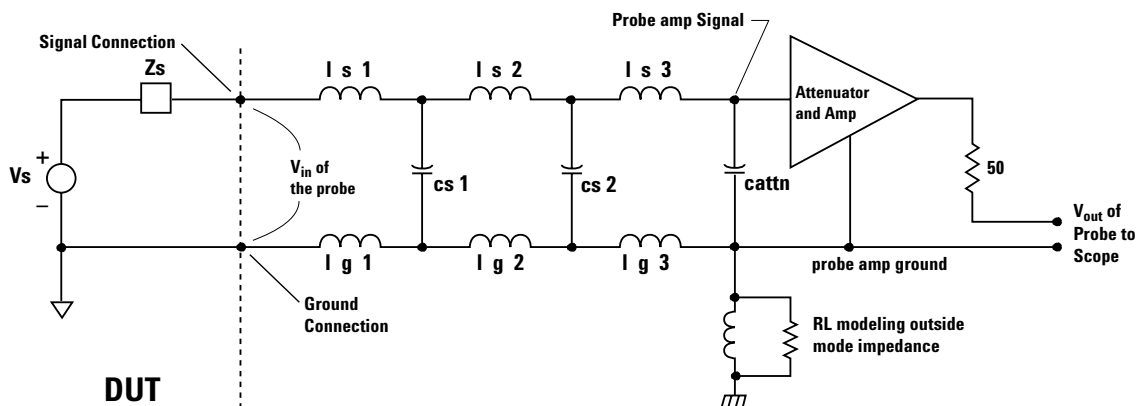 Probe amp Signal
Signal Connection
Zs
l s 1
l s 2
l s 3
Attenuator
and Amp
+
Vs
–
Vin of
the probe
cs 1
cs 2
cattn
50
Vout of
Probe to
Scope
l g 1
l g 2
l g 3
probe amp ground
Ground
Connection
RL modeling outside
mode impedance
DUT